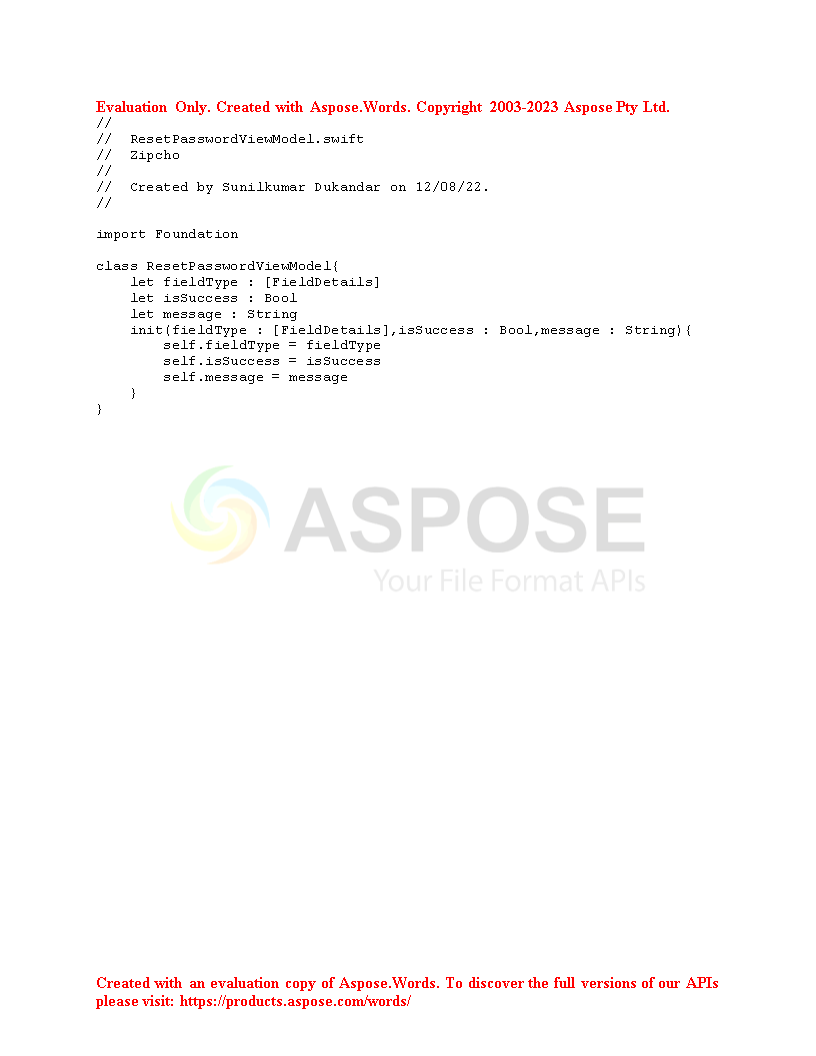 Evaluation Only. Created with Aspose.Words. Copyright 2003-2023 Aspose Pty Ltd.
//
//  ResetPasswordViewModel.swift
//  Zipcho
//
//  Created by Sunilkumar Dukandar on 12/08/22.
//

import Foundation

class ResetPasswordViewModel{
    let fieldType : [FieldDetails]
    let isSuccess : Bool
    let message : String
    init(fieldType : [FieldDetails],isSuccess : Bool,message : String){
        self.fieldType = fieldType
        self.isSuccess = isSuccess
        self.message = message
    }
}
ASPOSE
Your File Format APIs
Created with an evaluation copy of Aspose.Words. To discover the full versions of our APIs
please visit: https://products.aspose.com/words/